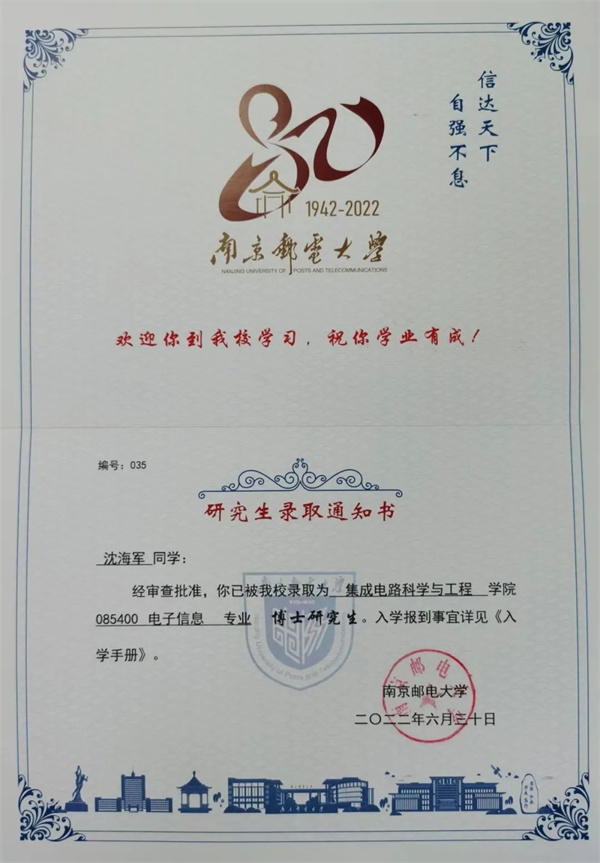 信达天下
自强不息
80
1942-2022
南京郵電大學
NANJING UNIVERSITY OF POSTS AND TELECOMMUNICATIONS
欢迎你到我校学习，祝你学业有成！
编号：035
研究生录取通知书
沈海军 同学：
经审查批准，你已被我校录取为 集成电路科学与工程 学院
085400 电子信息 专业 博士研究生。入学报到事宜详见《入
学手册》。
南京邮电大学
二〇二二年六月三十日